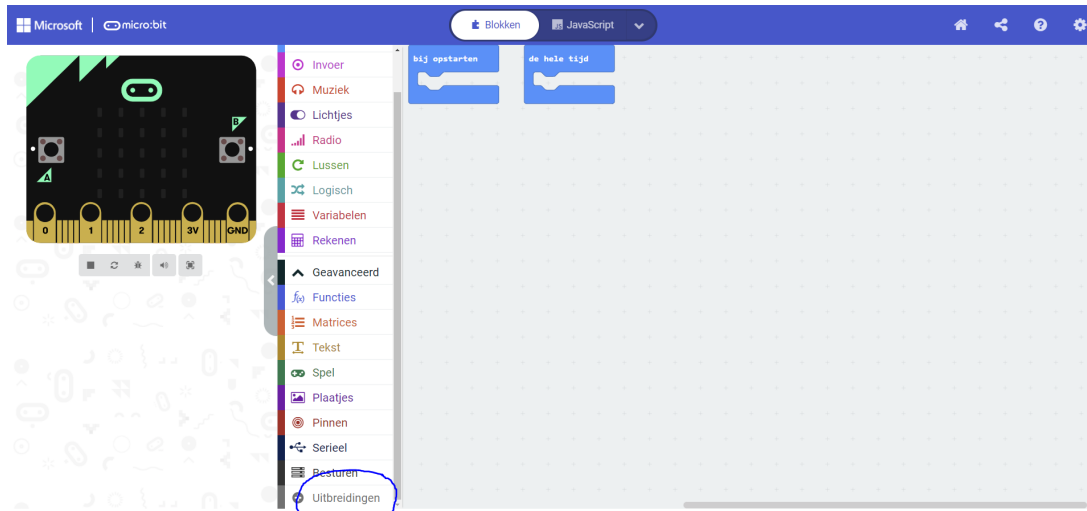 Microsoft micro:bit Blokken JavaScript
bij opstarten de hele tijd
Invoer
Muziek
Lichtjes
Radio
Lussen
Logisch
Variabelen
Rekenen
Geavanceerd
Functies
Matrices
Tekst
Spel
Plaatjes
Pinnen
Serieel
Besturen
Uitbreidingen
B
A
0 1 2 3V GND